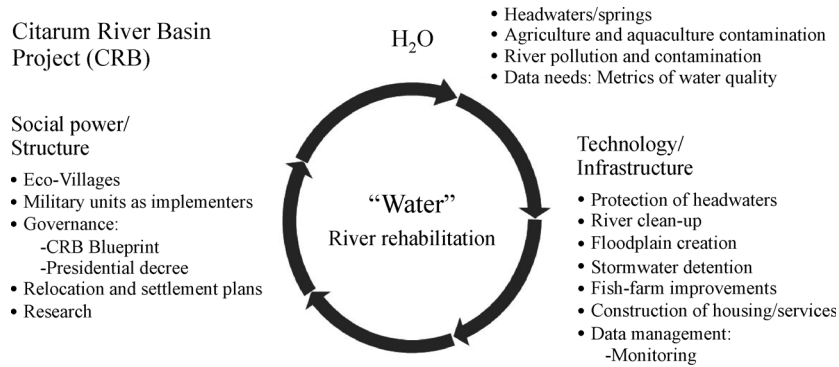 Citarum River Basin
Project (CRB)
H₂O
• Headwaters/springs
• Agriculture and aquaculture contamination
• River pollution and contamination
• Data needs: Metrics of water quality
Social power/
Structure
• Eco-Villages
• Military units as implementers
• Governance:
-CRB Blueprint
-Presidential decree
• Relocation and settlement plans
• Research
“Water”
River rehabilitation
Technology/
Infrastructure
• Protection of headwaters
• River clean-up
• Floodplain creation
• Stormwater detention
• Fish-farm improvements
• Construction of housing/services
• Data management:
-Monitoring